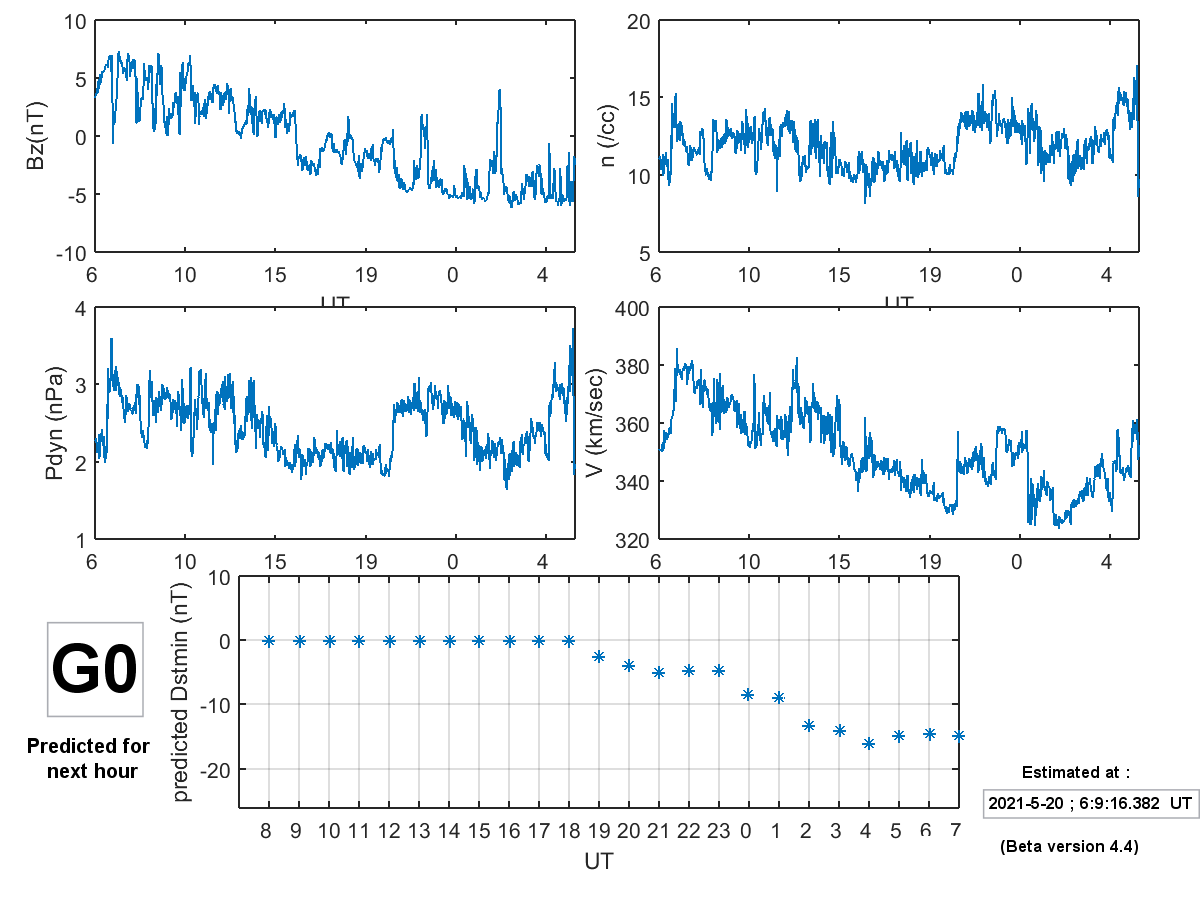 10
5
0
-5
-10
Bz(nT)
6 10 15 19 0 4
UT
20
15
10
5
n (/cc)
6 10 15 19 0 4
UT
4
3
2
1
Pdyn (nPa)
6 10 15 19 0 4
400
380
360
340
320
V (km/sec)
6 10 15 19 0 4
10
0
-10
-20
predicted Dstmin (nT)
8 9 10 11 12 13 14 15 16 17 18 19 20 21 22 23 0 1 2 3 4 5 6 7
UT
G0
Predicted for
next hour
Estimated at :
2021-5-20 ; 6:9:16.382 UT
(Beta version 4.4)